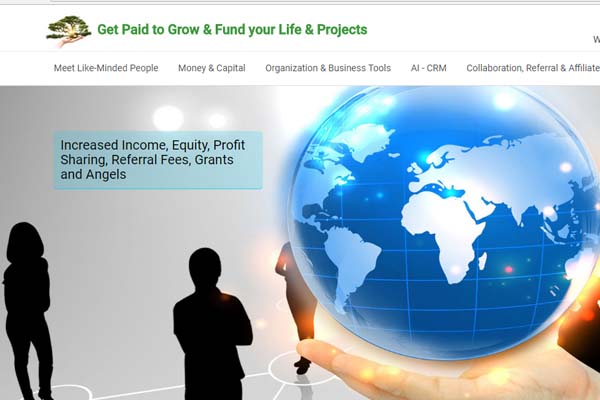 Get Paid to Grow & Fund your Life & Projects
W
Meet Like-Minded People Money & Capital Organization & Business Tools AI - CRM Collaboration, Referral & Affiliate
Increased Income, Equity, Profit
Sharing, Referral Fees, Grants
and Angels